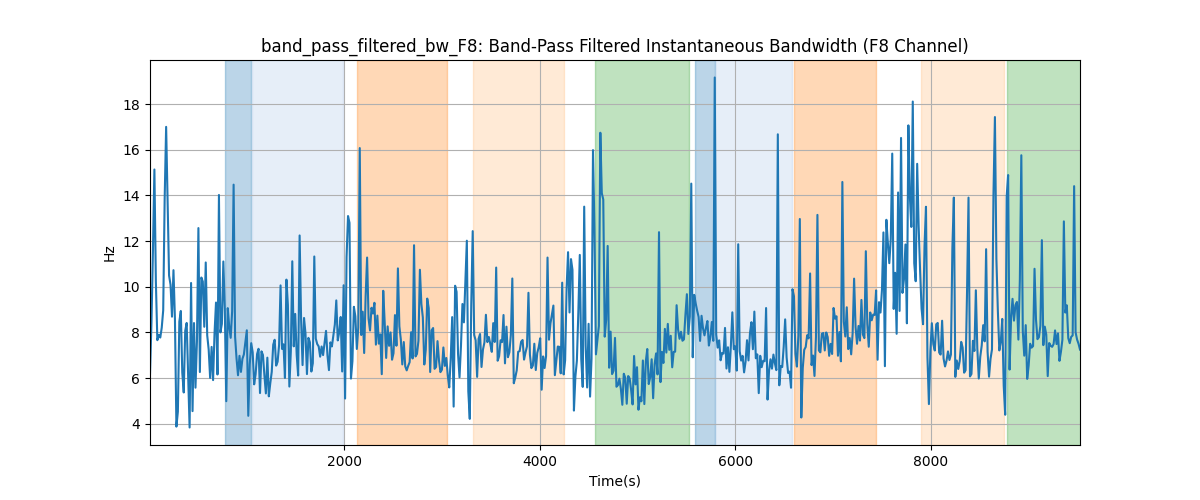 band_pass_filtered_bw_F8: Band-Pass Filtered Instantaneous Bandwidth (F8 Channel)
18
16
14
12
10
8
6
4
Hz
2000 4000 6000 8000
Time(s)